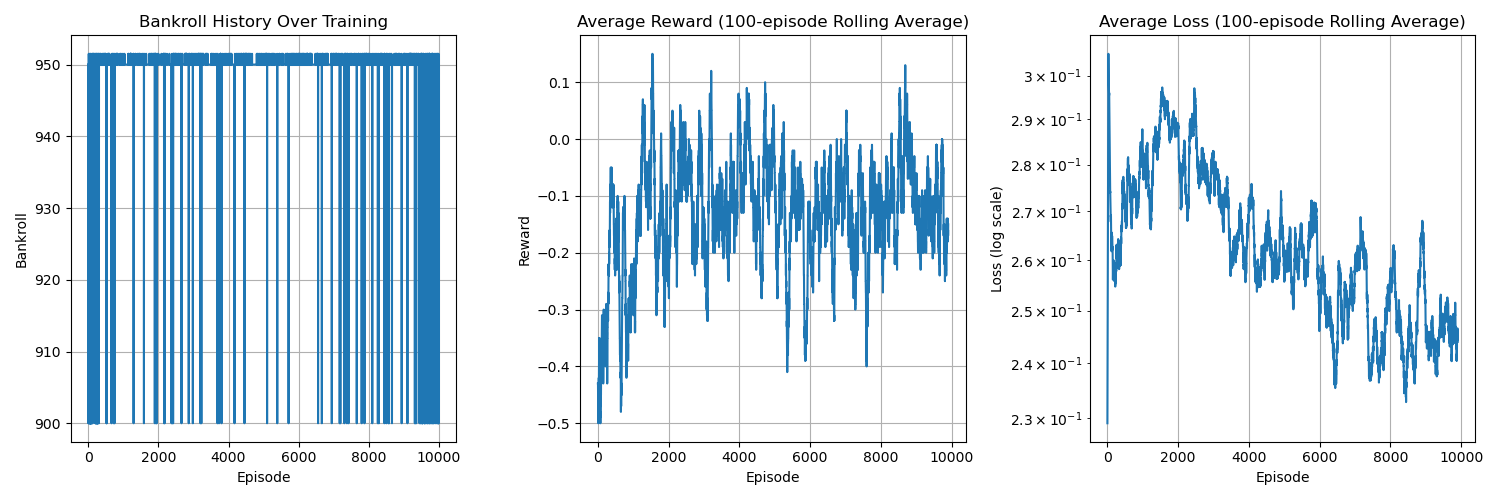 Bankroll History Over Training
Bankroll
950
940
930
920
910
900
0 2000 4000 6000 8000 10000
Episode
Average Reward (100-episode Rolling Average)
Reward
0.1
0.0
−0.1
−0.2
−0.3
−0.4
−0.5
0 2000 4000 6000 8000 10000
Episode
Average Loss (100-episode Rolling Average)
Loss (log scale)
3 × 10⁻¹
2.9 × 10⁻¹
2.8 × 10⁻¹
2.7 × 10⁻¹
2.6 × 10⁻¹
2.5 × 10⁻¹
2.4 × 10⁻¹
2.3 × 10⁻¹
0 2000 4000 6000 8000 10000
Episode